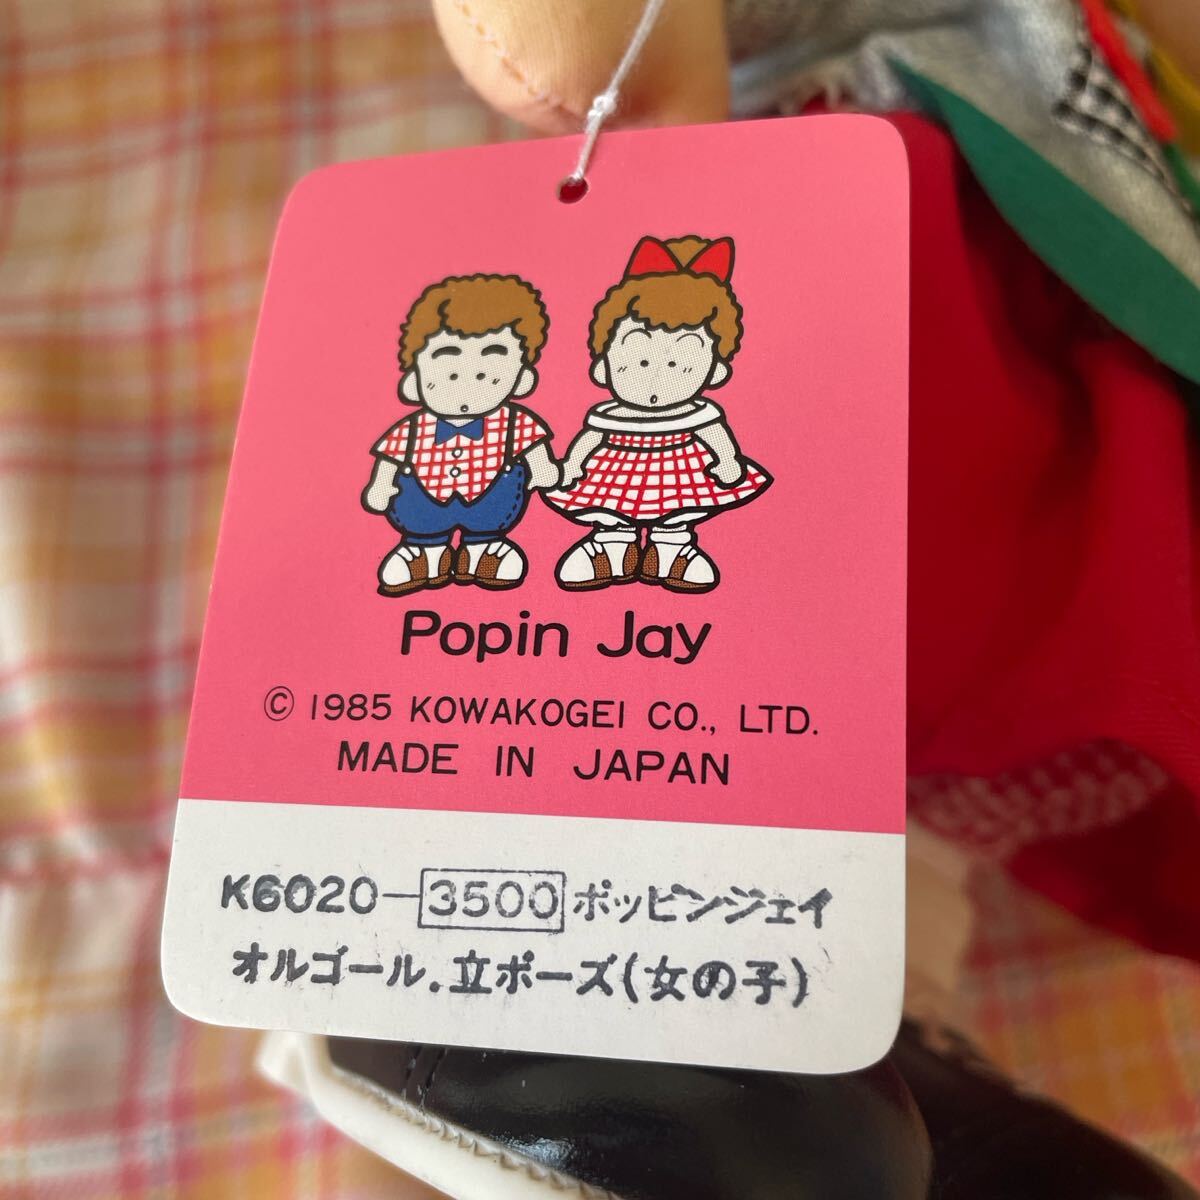 Popin Jay
© 1985 KOWAKOGEI CO., LTD.
MADE IN JAPAN
K6020-3500 ポッピンジェイ
オルゴール.立ポーズ(女の子)